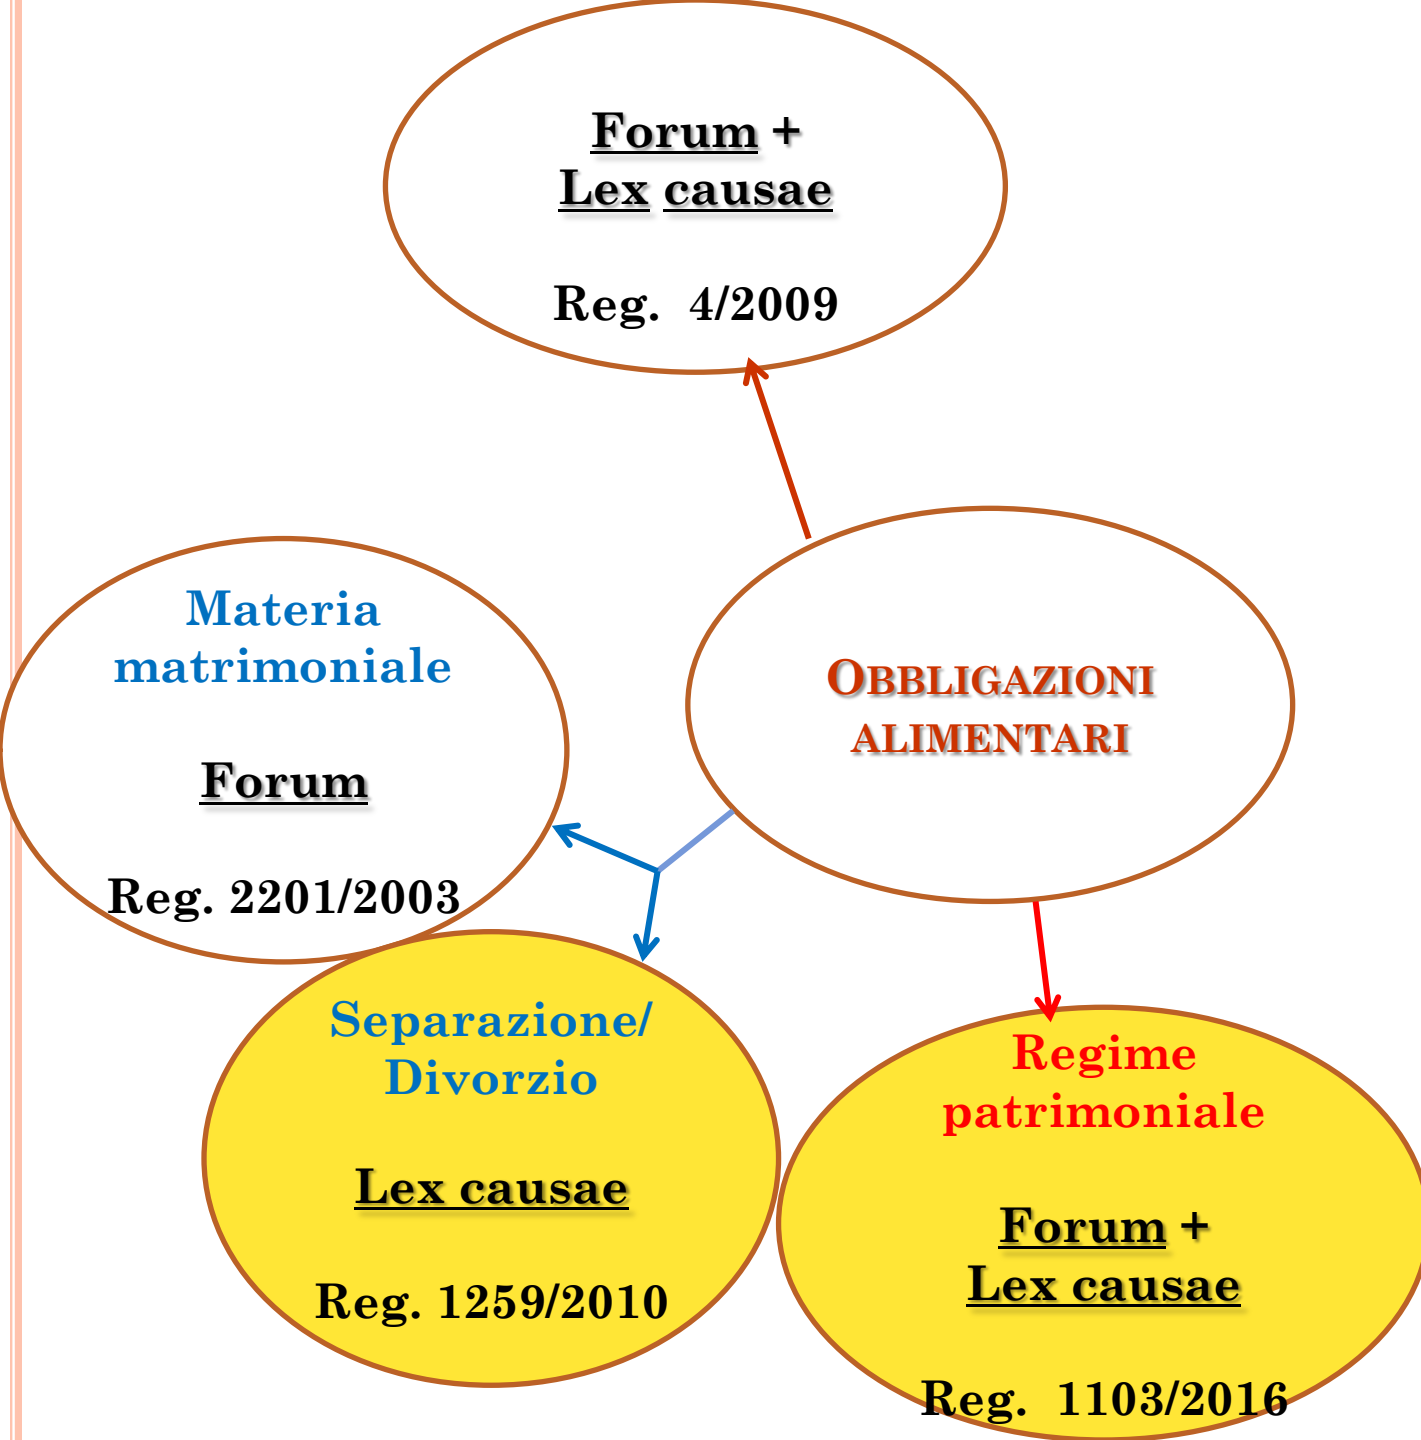 Forum +
Lex causae
Reg. 4/2009
Materia
matrimoniale
Forum
Reg. 2201/2003
OBBLIGAZIONI
ALIMENTARI
Separazione/
Divorzio
Lex causae
Reg. 1259/2010
Regime
patrimoniale
Forum +
Lex causae
Reg. 1103/2016